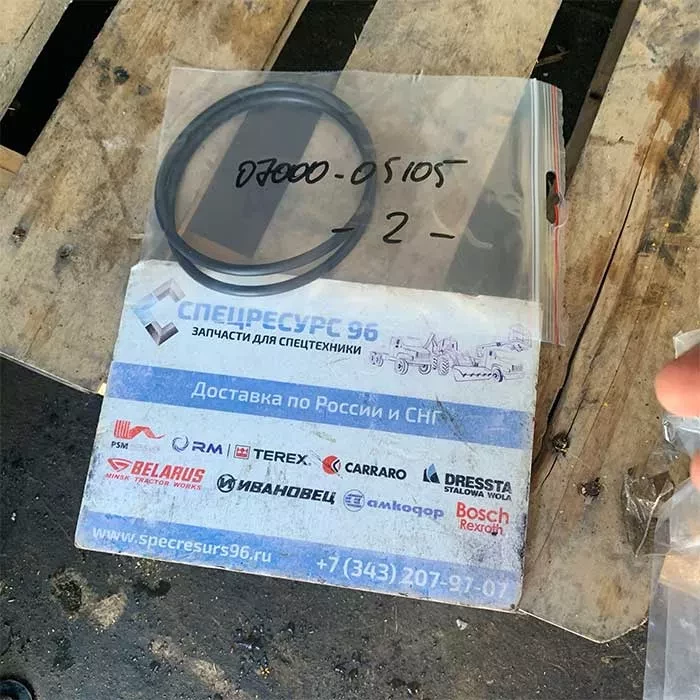 07000-05105
- 2 -
СПЕЦРЕСУРС 96
ЗАПЧАСТИ ДЛЯ СПЕЦТЕХНИКИ
Доставка по России и СНГ
PSM
RM TEREX
CARRARO
DRESSTA
STALOWA WOLA
BELARUS
MINSK TRACTOR WORKS
ИВАНОВЕЦ
амкодор
Bosch
Rexroth
www.specresurs96.ru
+7 (343) 207-97-07